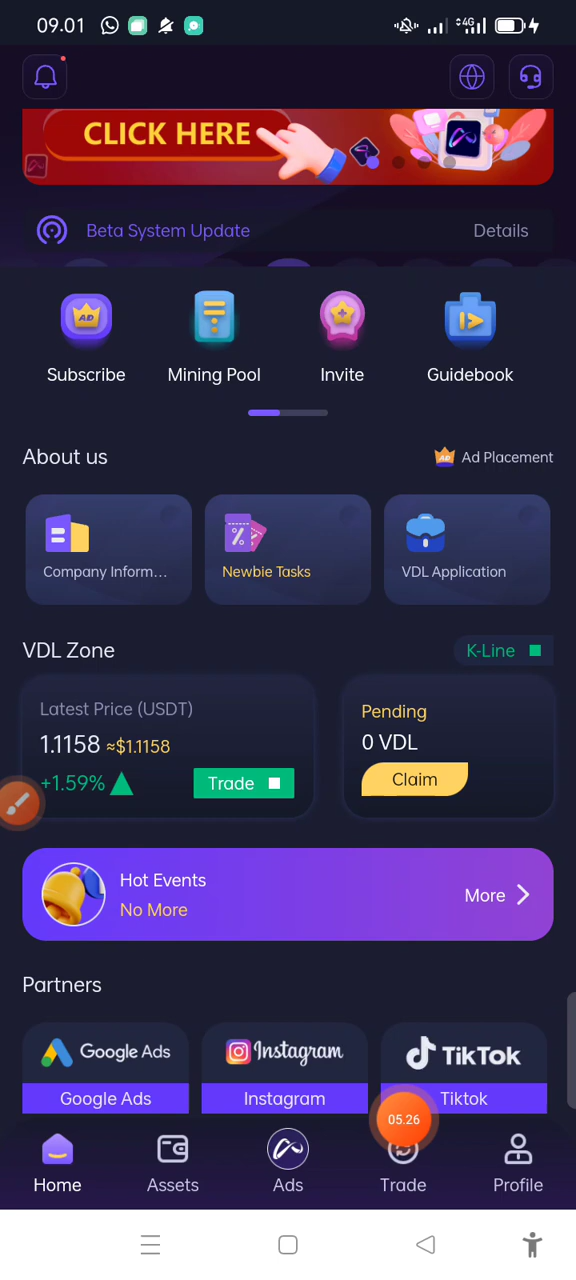 09.01
4G
CLICK HERE
Beta System Update
Details
AD
Subscribe
Mining Pool
Invite
Guidebook
About us
AD
Ad Placement
Company Inform...
Newbie Tasks
VDL Application
VDL Zone
K-Line
Latest Price (USDT)
1.1158 ≈$1.1158
+1.59%
Trade
Pending
0 VDL
Claim
Hot Events
No More
More
Partners
Google Ads
Instagram
TikTok
Google Ads
Instagram
Tiktok
05.26
Home
Assets
Ads
Trade
Profile